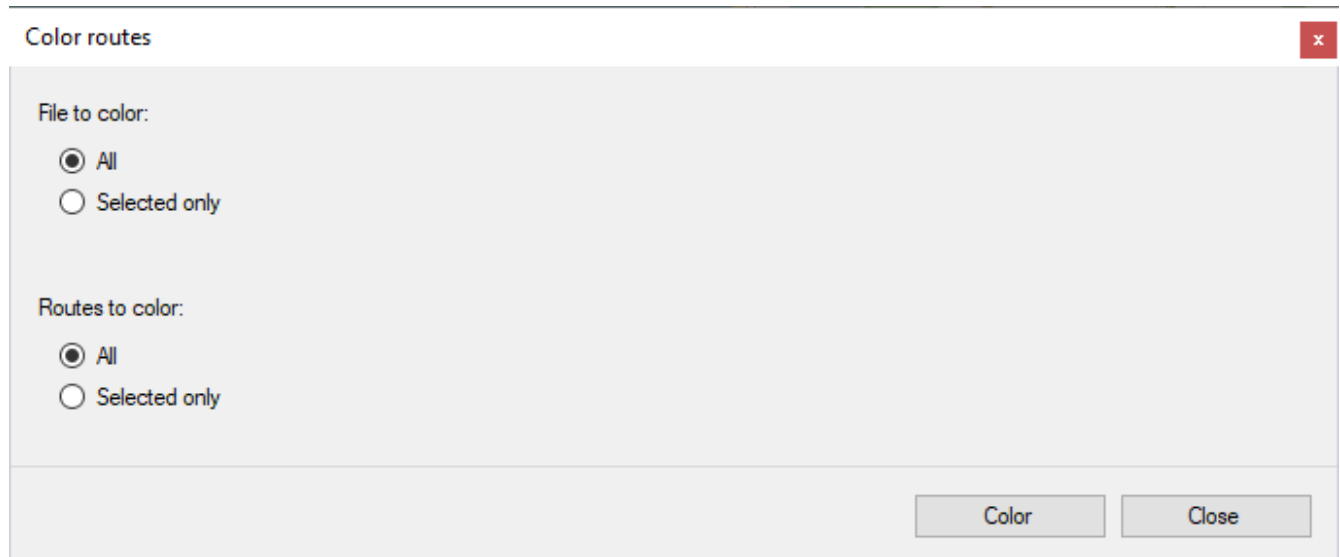 Color routes
x
File to color:
All
Selected only
Routes to color:
All
Selected only
Color
Close